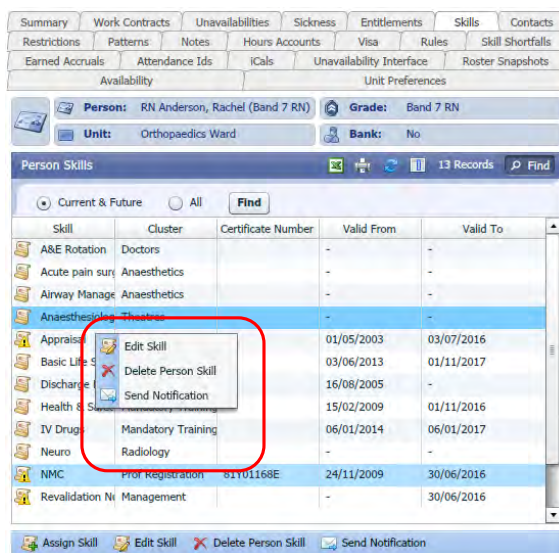 Summary Work Contracts Unavailabilities Sickness Entitlements Skills Contacts
Restrictions Patterns Notes Hours Accounts Visa Rules Skill Shortfalls
Earned Accruals Attendance Ids iCals Unavailability Interface Roster Snapshots
Availability Unit Preferences
Person: RN Anderson, Rachel (Band 7 RN) Grade: Band 7 RN
Unit: Orthopaedics Ward Bank: No
Person Skills 13 Records Find
Current & Future All Find
Skill Cluster Certificate Number Valid From Valid To
A&E Rotation Doctors - -
Acute pain surg Anaesthetics - -
Airway Manage Anaesthetics - -
Anaesthesiolog Theatres - -
Appraisal 01/05/2003 03/07/2016
Edit Skill
Basic Life S 03/06/2013 01/11/2017
Delete Person Skill
Discharge 16/08/2005 -
Send Notification
Health & Mandatory Training 15/02/2009 01/11/2016
IV Drugs Mandatory Training 06/01/2014 06/01/2017
Neuro Radiology - -
NMC Prof Registration 81Y01168E 24/11/2009 30/06/2016
Revalidation Nu Management - 30/06/2016
Assign Skill Edit Skill Delete Person Skill Send Notification